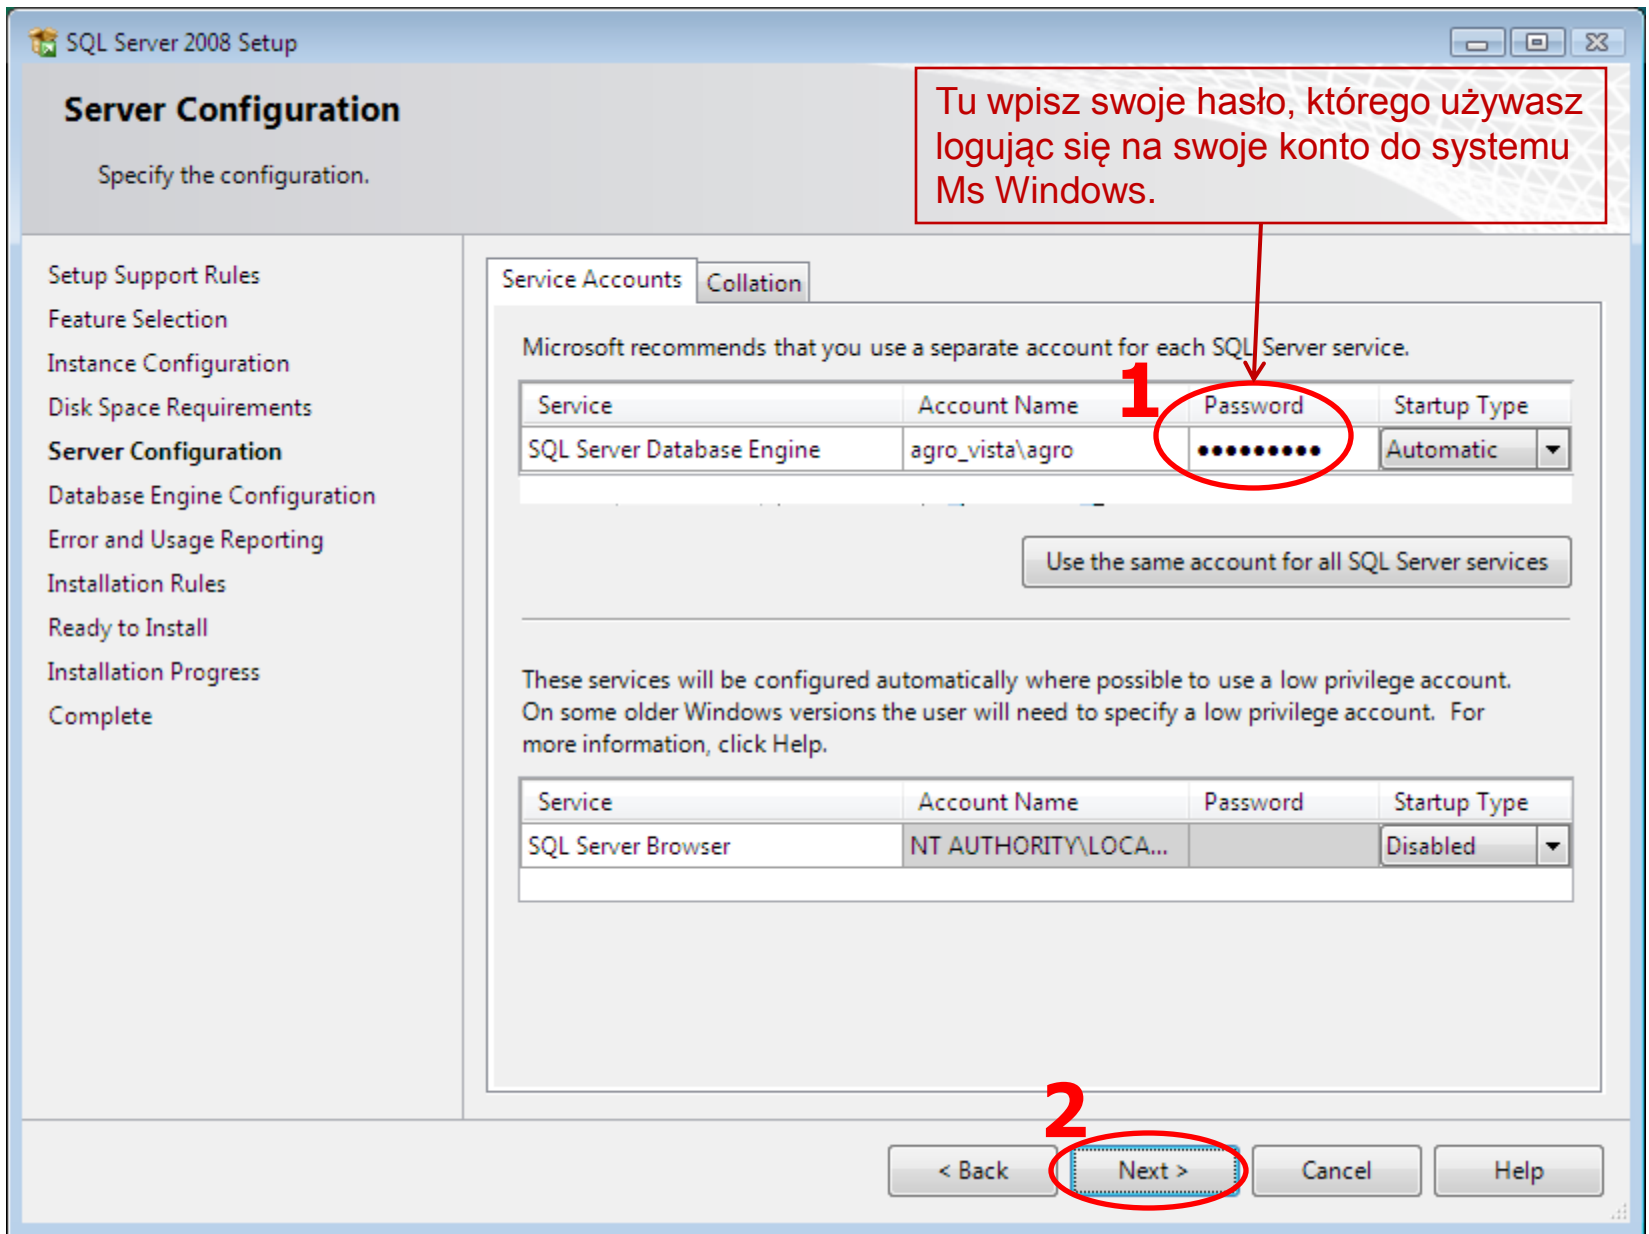 SQL Server 2008 Setup
Server Configuration
Specify the configuration.
Tu wpisz swoje hasło, którego używasz
logując się na swoje konto do systemu
Ms Windows.
Setup Support Rules
Feature Selection
Instance Configuration
Disk Space Requirements
Server Configuration
Database Engine Configuration
Error and Usage Reporting
Installation Rules
Ready to Install
Installation Progress
Complete
Service Accounts Collation
Microsoft recommends that you use a separate account for each SQL Server service.
1
Service Account Name Password Startup Type
SQL Server Database Engine agro_vista\agro ●●●●●●●●● Automatic
Use the same account for all SQL Server services
These services will be configured automatically where possible to use a low privilege account.
On some older Windows versions the user will need to specify a low privilege account. For
more information, click Help.
Service Account Name Password Startup Type
SQL Server Browser NT AUTHORITY\LOCA... Disabled
2
< Back Next > Cancel Help